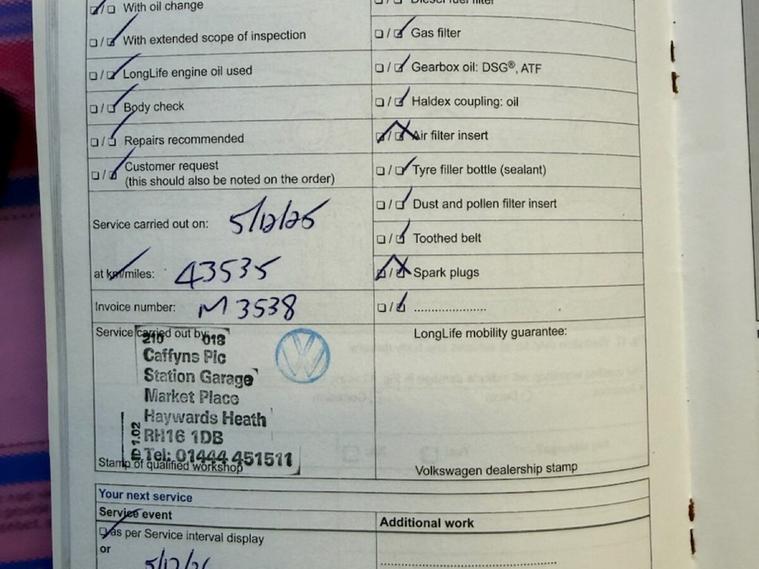 With oil change
Diesel fuel filter
With extended scope of inspection
Gas filter
LongLife engine oil used
Gearbox oil: DSG®, ATF
Body check
Haldex coupling: oil
Repairs recommended
Air filter insert
Customer request
(this should also be noted on the order)
Tyre filler bottle (sealant)
Service carried out on: 5/12/25
Dust and pollen filter insert
Toothed belt
at km/miles: 43535
Spark plugs
Invoice number: M 3538
....................
Service carried out by:
LongLife mobility guarantee:
210 018
Caffyns Plc
Station Garage
Market Place
Haywards Heath
RH16 1DB
Tel: 01444 451511
1.02
Stamp of qualified workshop
Volkswagen dealership stamp
Your next service
Service event
Additional work
as per Service interval display
or